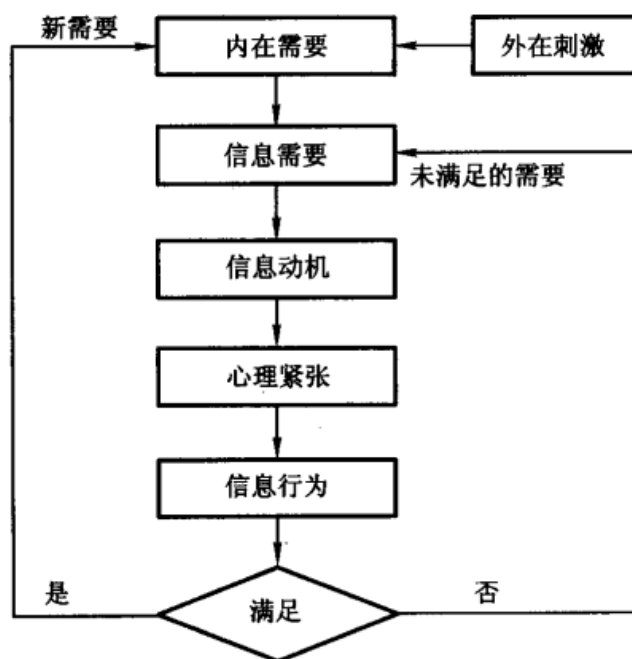 新需要
内在需要
外在刺激
信息需要
未满足的需要
信息动机
心理紧张
信息行为
是
满足
否